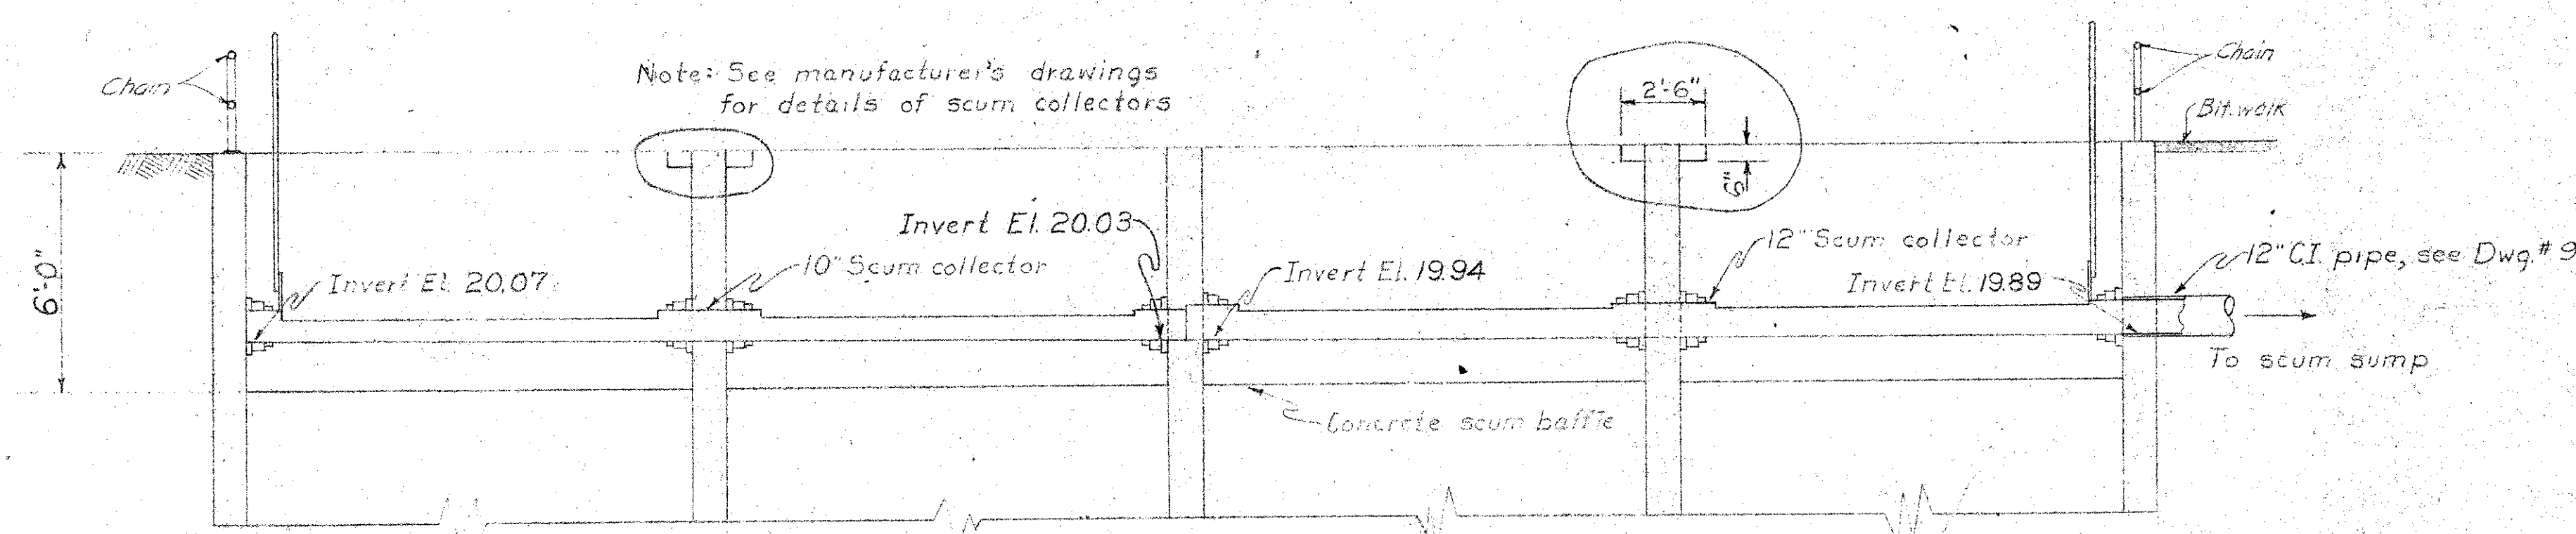 Chain
Note: See manufacturer's drawings
for details of scum collectors
2'-6"
Chain
Bit. walk
6'-0"
Invert El. 20.07
10" Scum collector
Invert El. 20.03
Invert El. 19.94
12" Scum collector
Invert El. 19.89
12" C.I. pipe, see Dwg. # 9
To scum sump
Concrete scum baffle